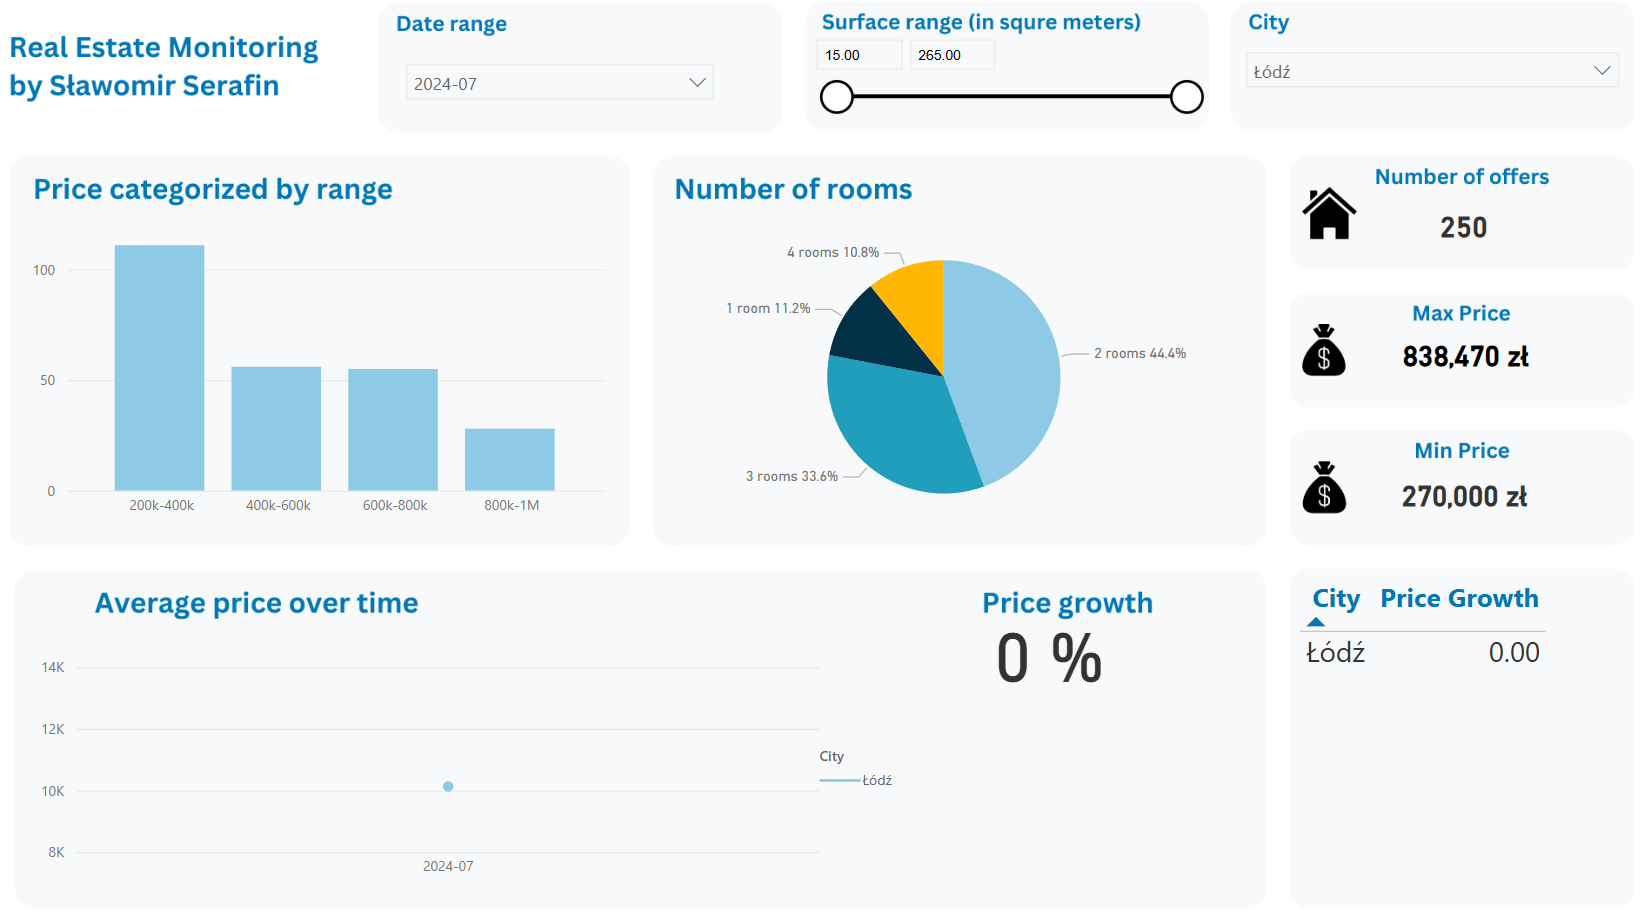 Real Estate Monitoring
by Sławomir Serafin
Date range
2024-07
Surface range (in squre meters)
15.00
265.00
City
Łódź
Price categorized by range
100
50
0
200k-400k
400k-600k
600k-800k
800k-1M
Number of rooms
4 rooms 10.8%
1 room 11.2%
2 rooms 44.4%
3 rooms 33.6%
Number of offers
250
Max Price
838,470 zł
Min Price
270,000 zł
Average price over time
14K
12K
10K
8K
2024-07
City
Łódź
Price growth
0 %
City Price Growth
Łódź 0.00